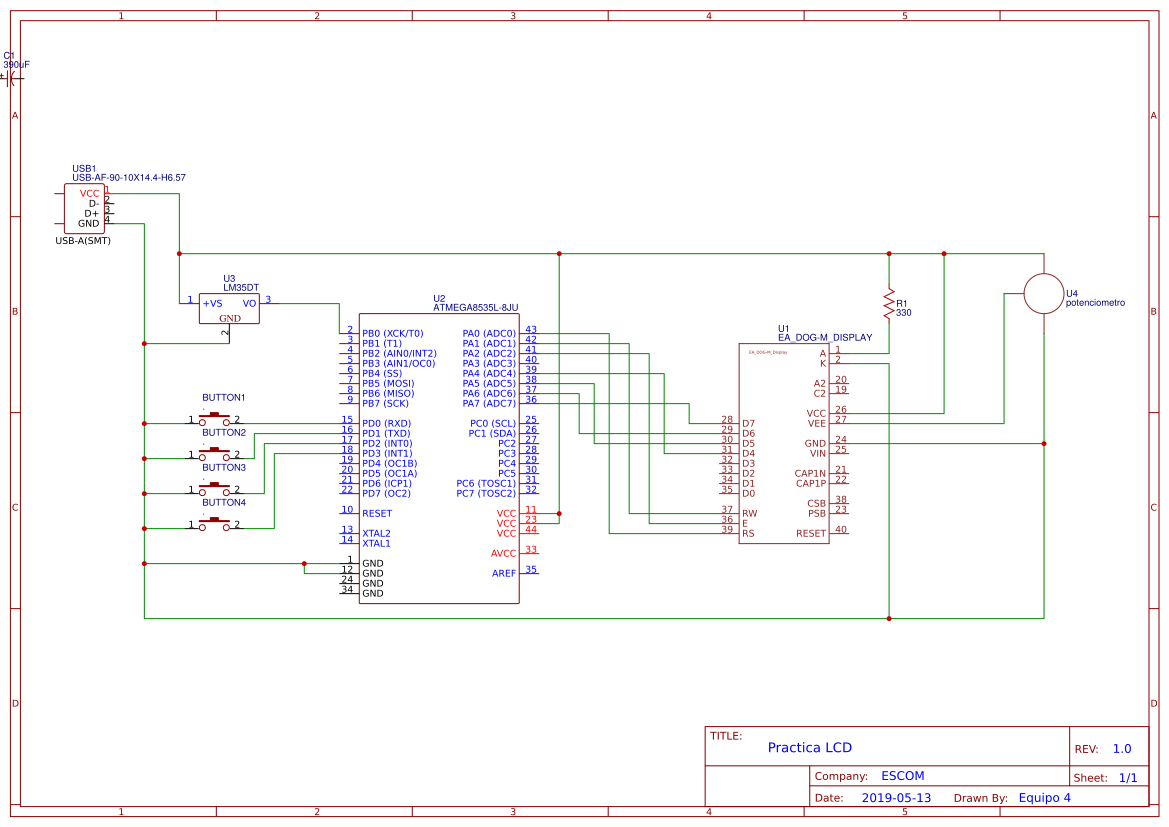 1 2 3 4 5
C1
390uF
A A
USB1
USB-AF-90-10X14.4-H6.57
VCC 1
D- 2
D+ 3
GND 4
USB-A(SMT)
B B
U3
LM35DT
1 +VS VO 3
GND
2
U4
potenciometro
R1
330
U2
ATMEGA8535L-8JU
2 PB0 (XCK/T0) PA0 (ADC0) 43
3 PB1 (T1) PA1 (ADC1) 42
4 PB2 (AIN0/INT2) PA2 (ADC2) 41
5 PB3 (AIN1/OC0) PA3 (ADC3) 40
6 PB4 (SS) PA4 (ADC4) 39
7 PB5 (MOSI) PA5 (ADC5) 38
8 PB6 (MISO) PA6 (ADC6) 37
9 PB7 (SCK) PA7 (ADC7) 36
15 PD0 (RXD) PC0 (SCL) 25
16 PD1 (TXD) PC1 (SDA) 26
17 PD2 (INT0) PC2 27
18 PD3 (INT1) PC3 28
19 PD4 (OC1B) PC4 29
20 PD5 (OC1A) PC5 30
21 PD6 (ICP1) PC6 (TOSC1) 31
22 PD7 (OC2) PC7 (TOSC2) 32
10 RESET VCC 11
VCC 23
13 XTAL2 VCC 44
14 XTAL1
AVCC 33
1 GND
12 GND AREF 35
24 GND
34 GND
BUTTON1
1 2
BUTTON2
1 2
BUTTON3
1 2
BUTTON4
1 2
U1
EA_DOG-M_DISPLAY
EA_DOG-M_Display
A 1
K 2
A2 20
C2 19
VCC 26
28 D7 VEE 27
29 D6
30 D5 GND 24
31 D4 VIN 25
32 D3
33 D2 CAP1N 21
34 D1 CAP1P 22
35 D0
CSB 38
37 RW PSB 23
36 E
39 RS RESET 40
C C
D D
TITLE:
Practica LCD
REV: 1.0
Company: ESCOM
Sheet: 1/1
Date: 2019-05-13 Drawn By: Equipo 4
1 2 3 4 5